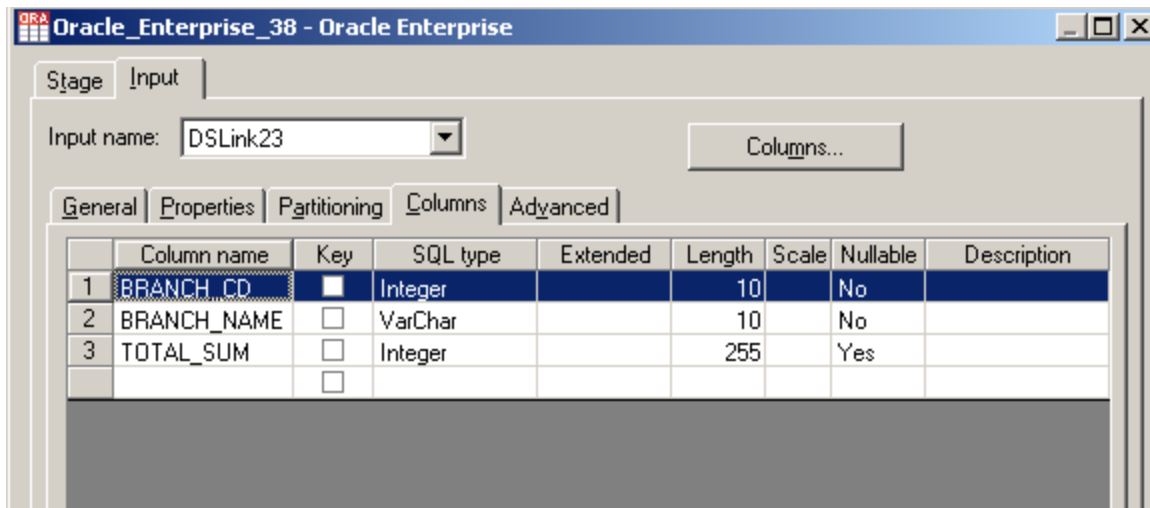 ORA Oracle_Enterprise_38 - Oracle Enterprise
Stage Input
Input name: DSLink23 Columns...
General Properties Partitioning Columns Advanced
Column name Key SQL type Extended Length Scale Nullable Description
1 BRANCH_CD Integer 10 No
2 BRANCH_NAME VarChar 10 No
3 TOTAL_SUM Integer 255 Yes